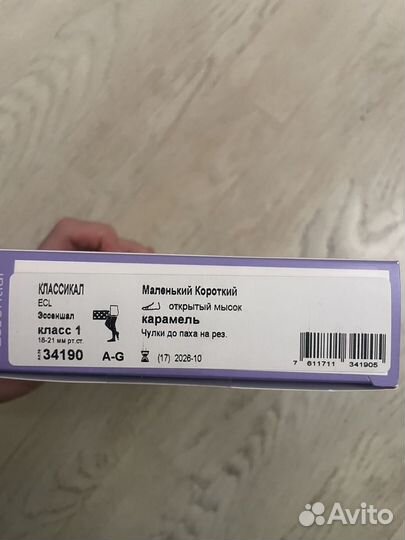 КЛАССИКАЛ
ECL
Эссеншал
класс 1
18-21 мм рт.ст.
34190 A-G
Маленький Короткий
открытый мысок
карамель
Чулки до паха на рез.
(17) 2026-10
7 611711 341905
Avito